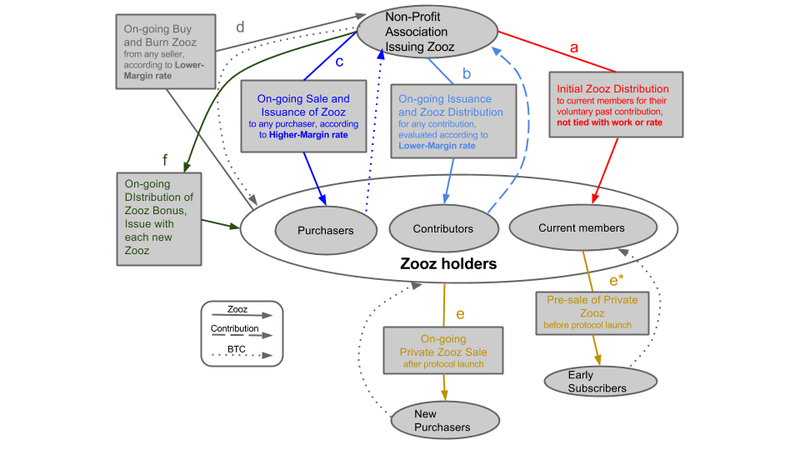 On-going Buy
and Burn Zooz
from any seller,
according to Lower-
Margin rate
d
Non-Profit
Association
Issuing Zooz
a
c
b
On-going Sale and
Issuance of Zooz
to any purchaser, according
to Higher-Margin rate
On-going Issuance
and Zooz Distribution
for any contribution,
evaluated according to
Lower-Margin rate
Initial Zooz Distribution
to current members for their
voluntary past contribution,
not tied with work or rate
f
On-going
DIstribution of
Zooz Bonus,
Issue with
each new
Zooz
Purchasers
Contributors
Current members
Zooz holders
e
e*
Pre-sale of Private
Zooz
before protocol launch
On-going
Private Zooz Sale
after protocol launch
Early
Subscribers
New
Purchasers
Zooz
Contribution
BTC